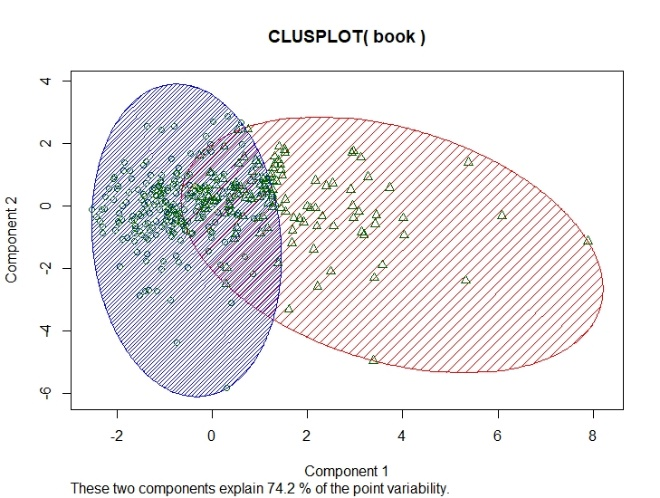 CLUSPLOT( book )
4
2
0
-2
-4
-6
Component 2
-2 0 2 4 6 8
Component 1
These two components explain 74.2 % of the point variability.